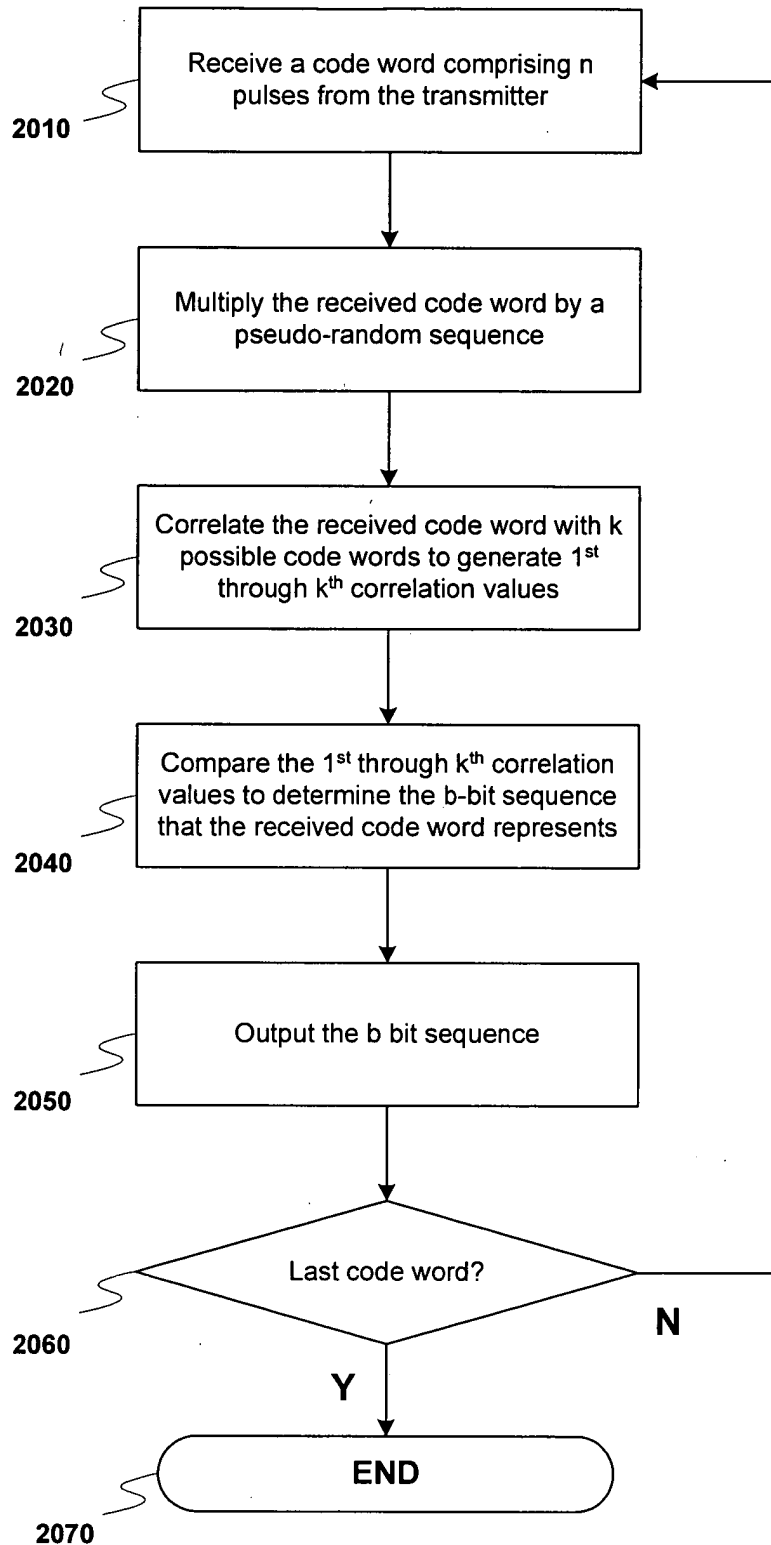 Receive a code word comprising n
pulses from the transmitter
2010
Multiply the received code word by a
pseudo-random sequence
2020
Correlate the received code word with k
possible code words to generate 1st
through kth correlation values
2030
Compare the 1st through kth correlation
values to determine the b-bit sequence
that the received code word represents
2040
Output the b bit sequence
2050
Last code word?
2060
N
Y
END
2070